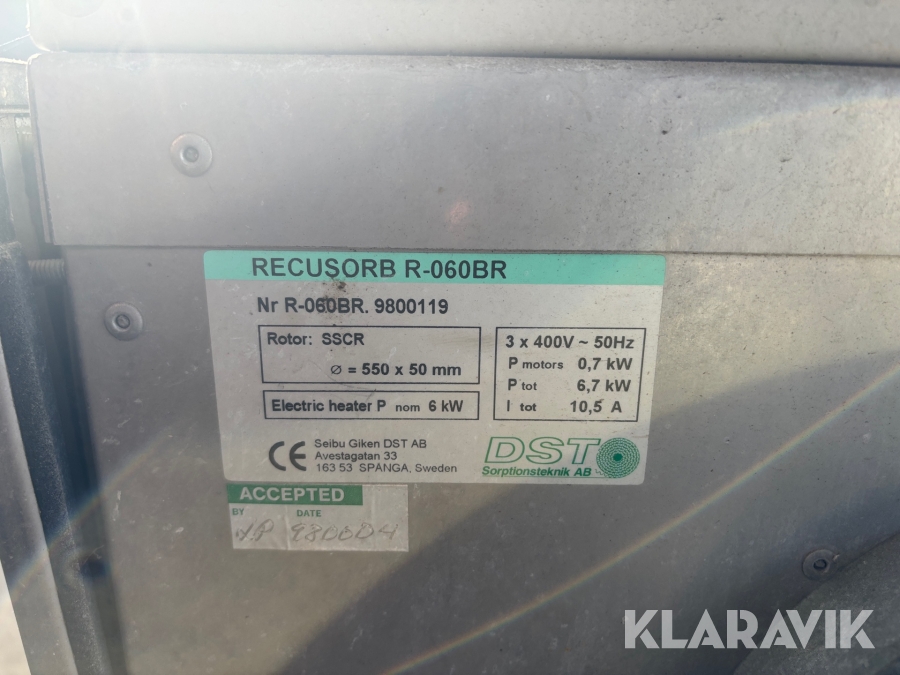 RECUSORB R-060BR
Nr R-060BR. 9800119
Rotor: SSCR
⌀ = 550 x 50 mm
Electric heater P nom 6 kW
3 x 400V ~ 50Hz
P motors 0,7 kW
P tot 6,7 kW
I tot 10,5 A
CE
Seibu Giken DST AB
Avestagatan 33
163 53 SPÅNGA, Sweden
DST
Sorptionsteknik AB
ACCEPTED
BY DATE
KLARAVIK